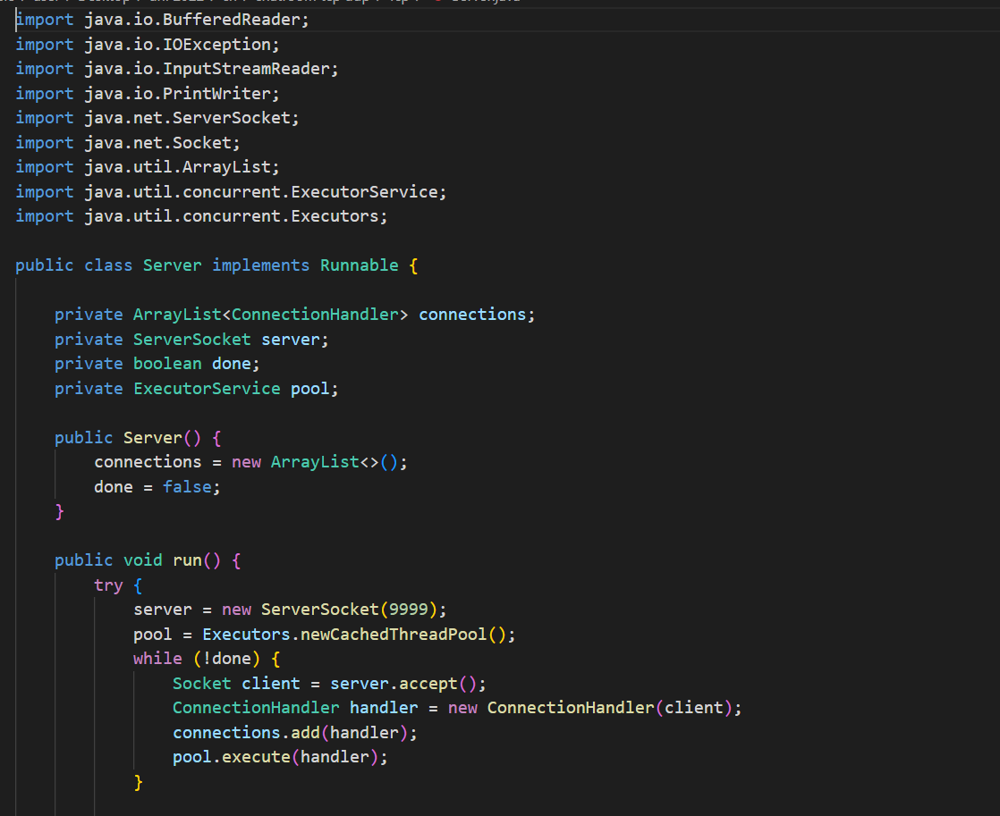 import java.io.BufferedReader;
import java.io.IOException;
import java.io.InputStreamReader;
import java.io.PrintWriter;
import java.net.ServerSocket;
import java.net.Socket;
import java.util.ArrayList;
import java.util.concurrent.ExecutorService;
import java.util.concurrent.Executors;

public class Server implements Runnable {

    private ArrayList<ConnectionHandler> connections;
    private ServerSocket server;
    private boolean done;
    private ExecutorService pool;

    public Server() {
        connections = new ArrayList<>();
        done = false;
    }

    public void run() {
        try {
            server = new ServerSocket(9999);
            pool = Executors.newCachedThreadPool();
            while (!done) {
                Socket client = server.accept();
                ConnectionHandler handler = new ConnectionHandler(client);
                connections.add(handler);
                pool.execute(handler);
            }